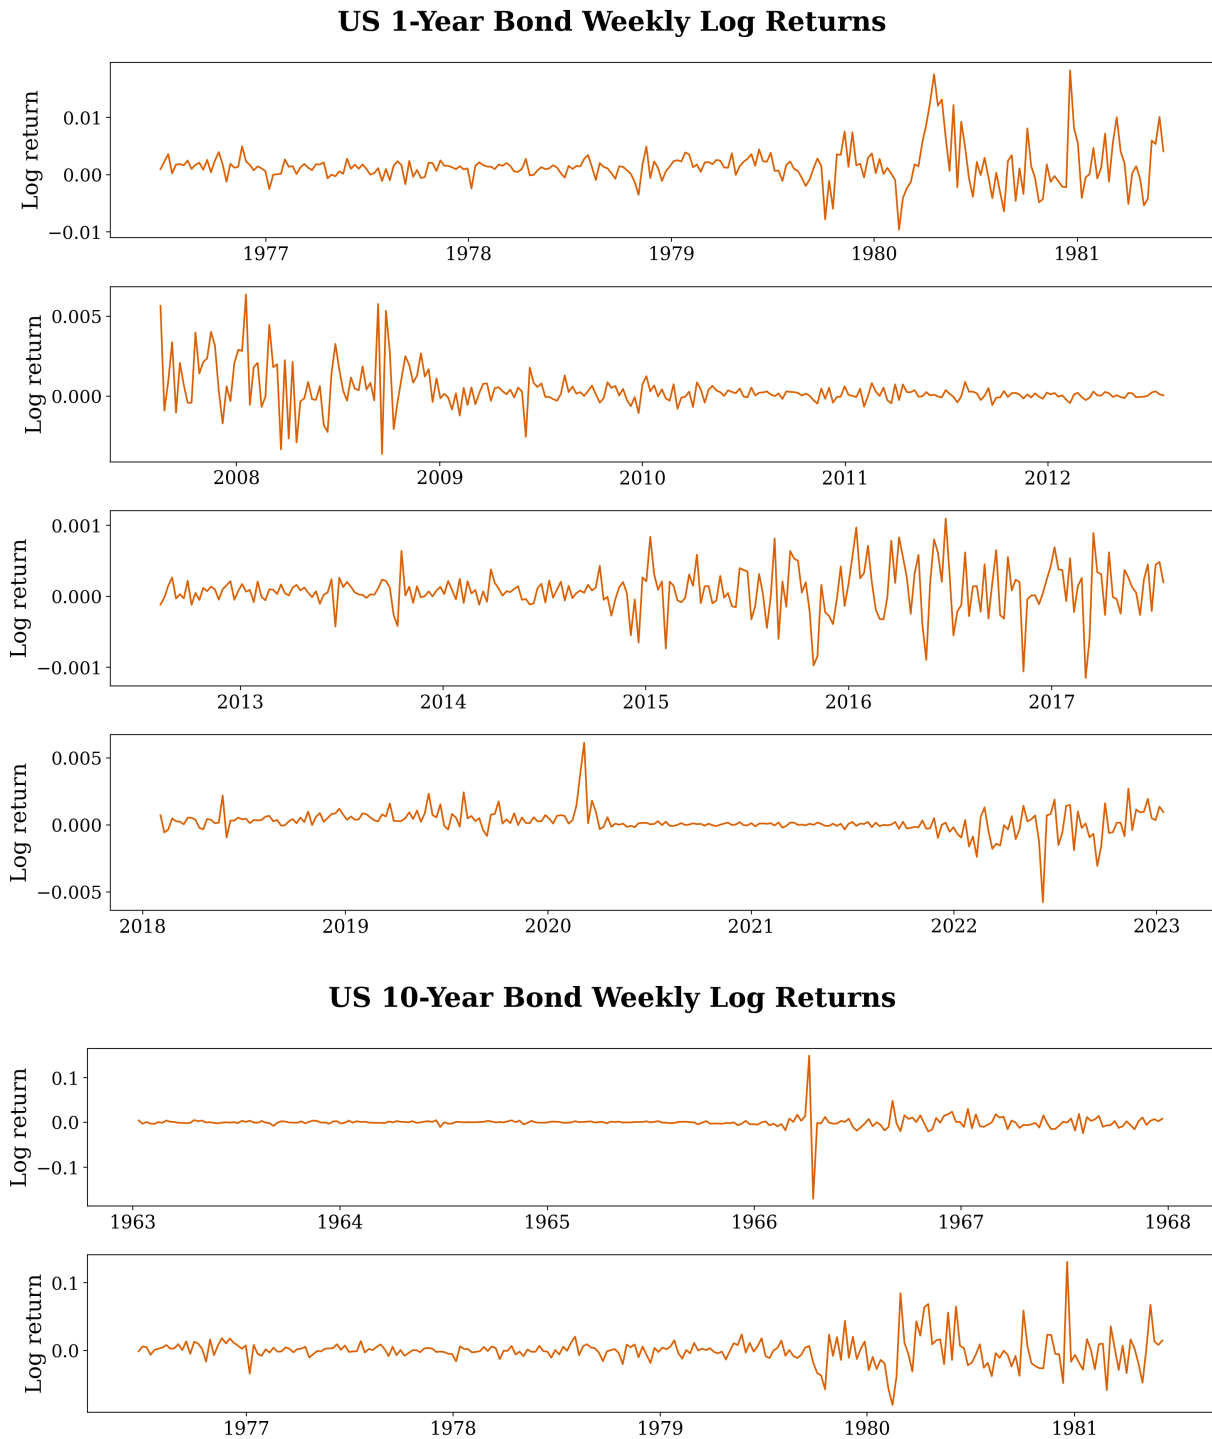 US 1-Year Bond Weekly Log Returns
Log return
0.01
0.00
−0.01
1977 1978 1979 1980 1981
Log return
0.005
0.000
2008 2009 2010 2011 2012
Log return
0.001
0.000
−0.001
2013 2014 2015 2016 2017
Log return
0.005
0.000
−0.005
2018 2019 2020 2021 2022 2023
US 10-Year Bond Weekly Log Returns
Log return
0.1
0.0
−0.1
1963 1964 1965 1966 1967 1968
Log return
0.1
0.0
1977 1978 1979 1980 1981